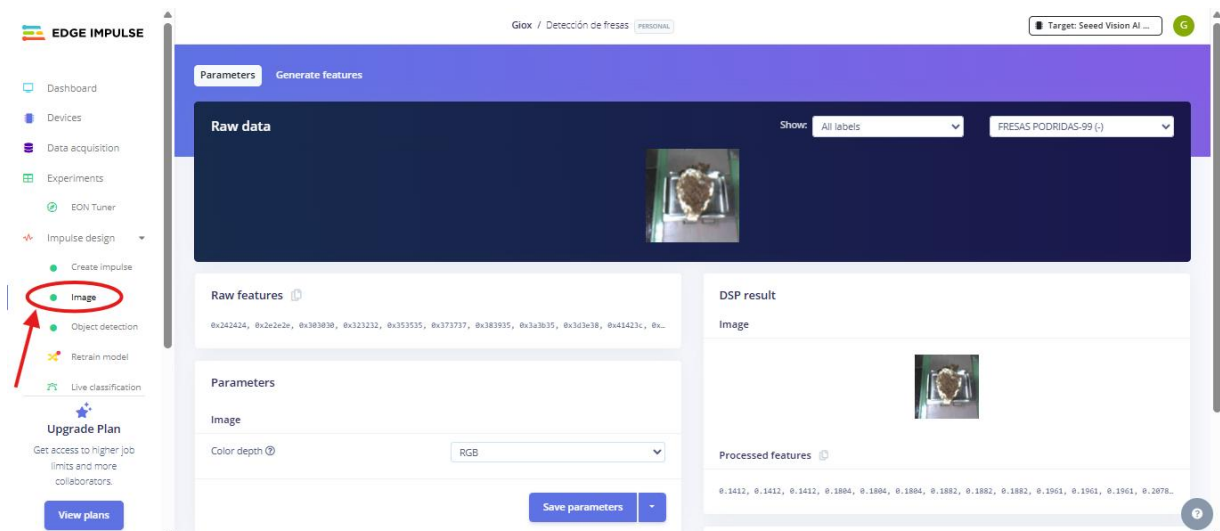 EDGE IMPULSE
Giox / Detección de fresas PERSONAL
Target: Seeed Vision AI ...
G
Dashboard
Devices
Data acquisition
Experiments
EON Tuner
Impulse design
Create impulse
Image
Object detection
Retrain model
Live classification
Upgrade Plan
Get access to higher job
limits and more
collaborators.
View plans
Parameters Generate features
Raw data
Show: All labels
FRESAS PODRIDAS-99 (-)
Raw features
0x242424, 0x2e2e2e, 0x303030, 0x323232, 0x353535, 0x373737, 0x383935, 0x3a3b35, 0x3d3e38, 0x41423c, 0x…
Parameters
Image
Color depth RGB
Save parameters
DSP result
Image
Processed features
0.1412, 0.1412, 0.1412, 0.1804, 0.1804, 0.1804, 0.1882, 0.1882, 0.1882, 0.1961, 0.1961, 0.1961, 0.2078…
?